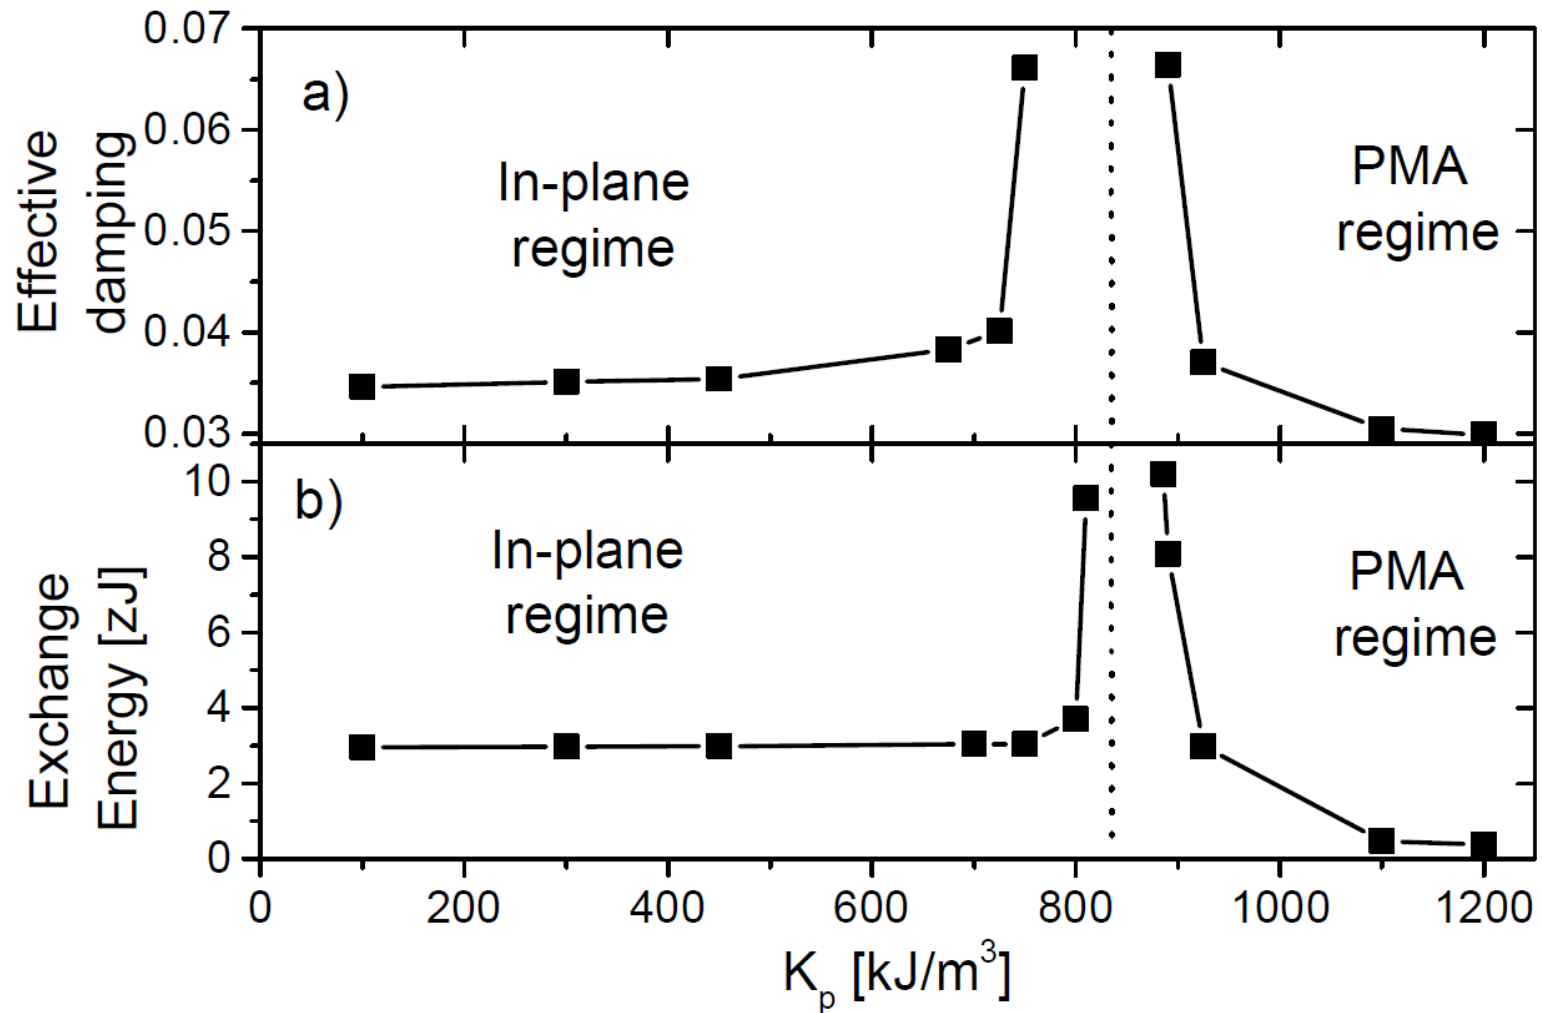 0.07
0.06
0.05
0.04
0.03
Effective
damping
a)
In-plane
regime
PMA
regime
10
8
6
4
2
0
Exchange
Energy [zJ]
b)
In-plane
regime
PMA
regime
0 200 400 600 800 1000 1200
Kₚ [kJ/m³]